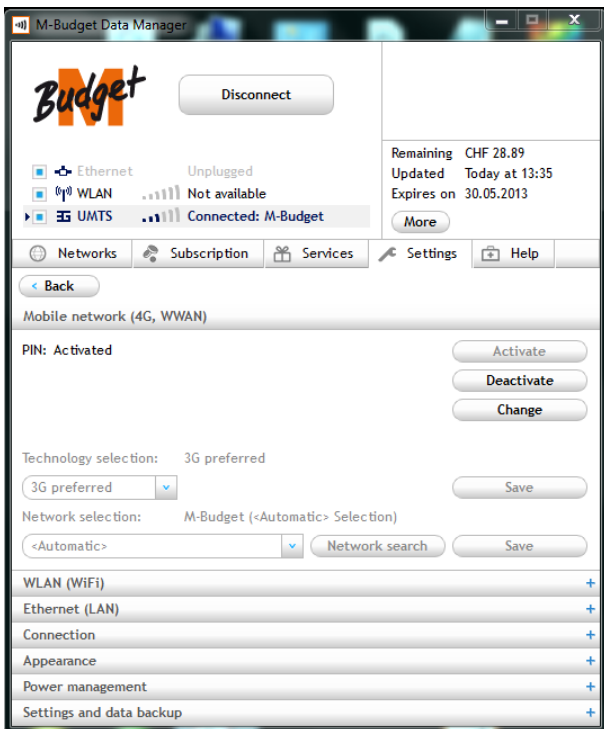 M-Budget Data Manager
M
Budget
Disconnect
Ethernet Unplugged
WLAN Not available
UMTS Connected: M-Budget
Remaining CHF 28.89
Updated Today at 13:35
Expires on 30.05.2013
More
Networks Subscription Services Settings Help
Back
Mobile network (4G, WWAN)
PIN: Activated
Activate
Deactivate
Change
Technology selection: 3G preferred
3G preferred Save
Network selection: M-Budget (<Automatic> Selection)
<Automatic> Network search Save
WLAN (WiFi) +
Ethernet (LAN) +
Connection +
Appearance +
Power management +
Settings and data backup +